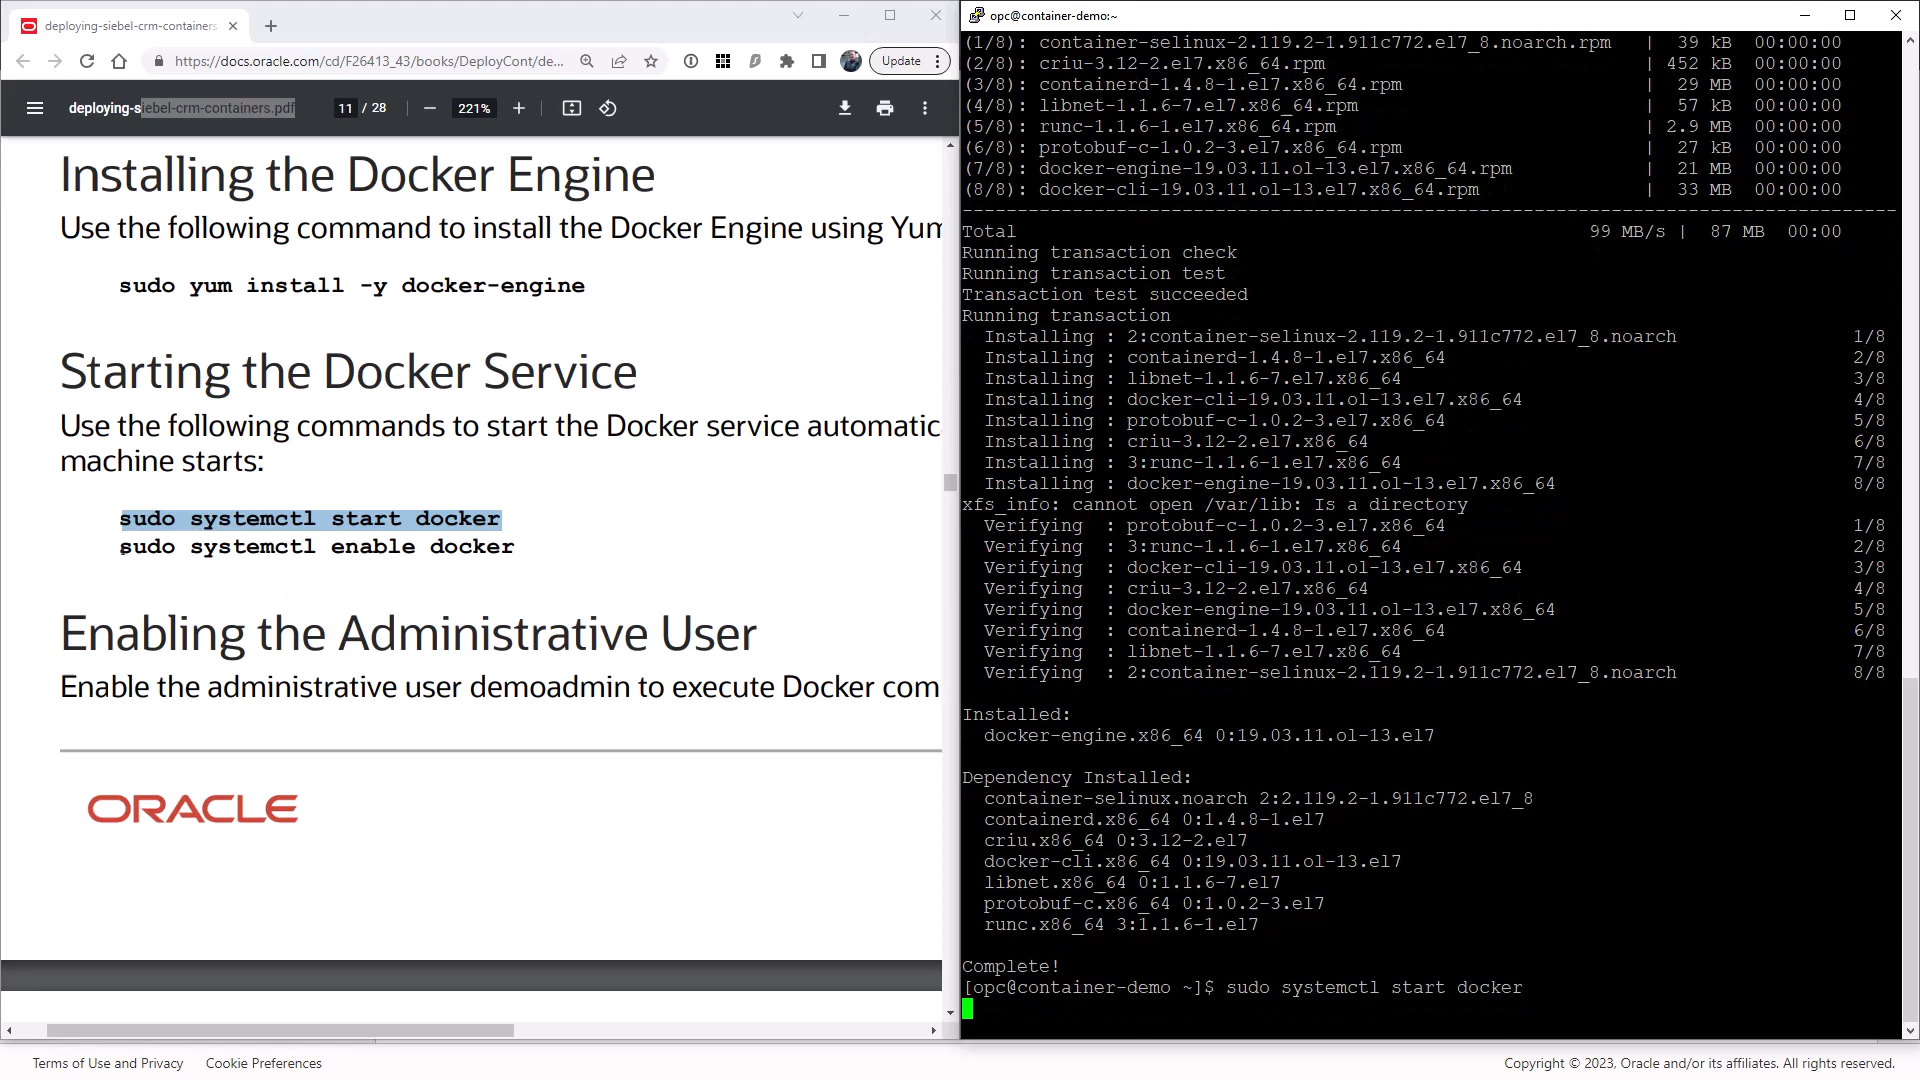 deploying-siebel-crm-containers
https://docs.oracle.com/cd/F26413_43/books/DeployCont/de...
Update
deploying-siebel-crm-containers.pdf
11 / 28
221%
Installing the Docker Engine
Use the following command to install the Docker Engine using Yum
sudo yum install -y docker-engine
Starting the Docker Service
Use the following commands to start the Docker service automatic
machine starts:
sudo systemctl start docker
sudo systemctl enable docker
Enabling the Administrative User
Enable the administrative user demoadmin to execute Docker com
ORACLE
opc@container-demo:~
(1/8): container-selinux-2.119.2-1.911c772.el7_8.noarch.rpm | 39 kB 00:00:00
(2/8): criu-3.12-2.el7.x86_64.rpm | 452 kB 00:00:00
(3/8): containerd-1.4.8-1.el7.x86_64.rpm | 29 MB 00:00:00
(4/8): libnet-1.1.6-7.el7.x86_64.rpm | 57 kB 00:00:00
(5/8): runc-1.1.6-1.el7.x86_64.rpm | 2.9 MB 00:00:00
(6/8): protobuf-c-1.0.2-3.el7.x86_64.rpm | 27 kB 00:00:00
(7/8): docker-engine-19.03.11.ol-13.el7.x86_64.rpm | 21 MB 00:00:00
(8/8): docker-cli-19.03.11.ol-13.el7.x86_64.rpm | 33 MB 00:00:00
--------------------------------------------------------------------------------
Total 99 MB/s | 87 MB 00:00
Running transaction check
Running transaction test
Transaction test succeeded
Running transaction
Installing : 2:container-selinux-2.119.2-1.911c772.el7_8.noarch 1/8
Installing : containerd-1.4.8-1.el7.x86_64 2/8
Installing : libnet-1.1.6-7.el7.x86_64 3/8
Installing : docker-cli-19.03.11.ol-13.el7.x86_64 4/8
Installing : protobuf-c-1.0.2-3.el7.x86_64 5/8
Installing : criu-3.12-2.el7.x86_64 6/8
Installing : 3:runc-1.1.6-1.el7.x86_64 7/8
Installing : docker-engine-19.03.11.ol-13.el7.x86_64 8/8
xfs_info: cannot open /var/lib: Is a directory
Verifying : protobuf-c-1.0.2-3.el7.x86_64 1/8
Verifying : 3:runc-1.1.6-1.el7.x86_64 2/8
Verifying : docker-cli-19.03.11.ol-13.el7.x86_64 3/8
Verifying : criu-3.12-2.el7.x86_64 4/8
Verifying : docker-engine-19.03.11.ol-13.el7.x86_64 5/8
Verifying : containerd-1.4.8-1.el7.x86_64 6/8
Verifying : libnet-1.1.6-7.el7.x86_64 7/8
Verifying : 2:container-selinux-2.119.2-1.911c772.el7_8.noarch 8/8
Installed:
docker-engine.x86_64 0:19.03.11.ol-13.el7
Dependency Installed:
container-selinux.noarch 2:2.119.2-1.911c772.el7_8
containerd.x86_64 0:1.4.8-1.el7
criu.x86_64 0:3.12-2.el7
docker-cli.x86_64 0:19.03.11.ol-13.el7
libnet.x86_64 0:1.1.6-7.el7
protobuf-c.x86_64 0:1.0.2-3.el7
runc.x86_64 3:1.1.6-1.el7
Complete!
[opc@container-demo ~]$ sudo systemctl start docker
Terms of Use and Privacy
Cookie Preferences
Copyright © 2023, Oracle and/or its affiliates. All rights reserved.